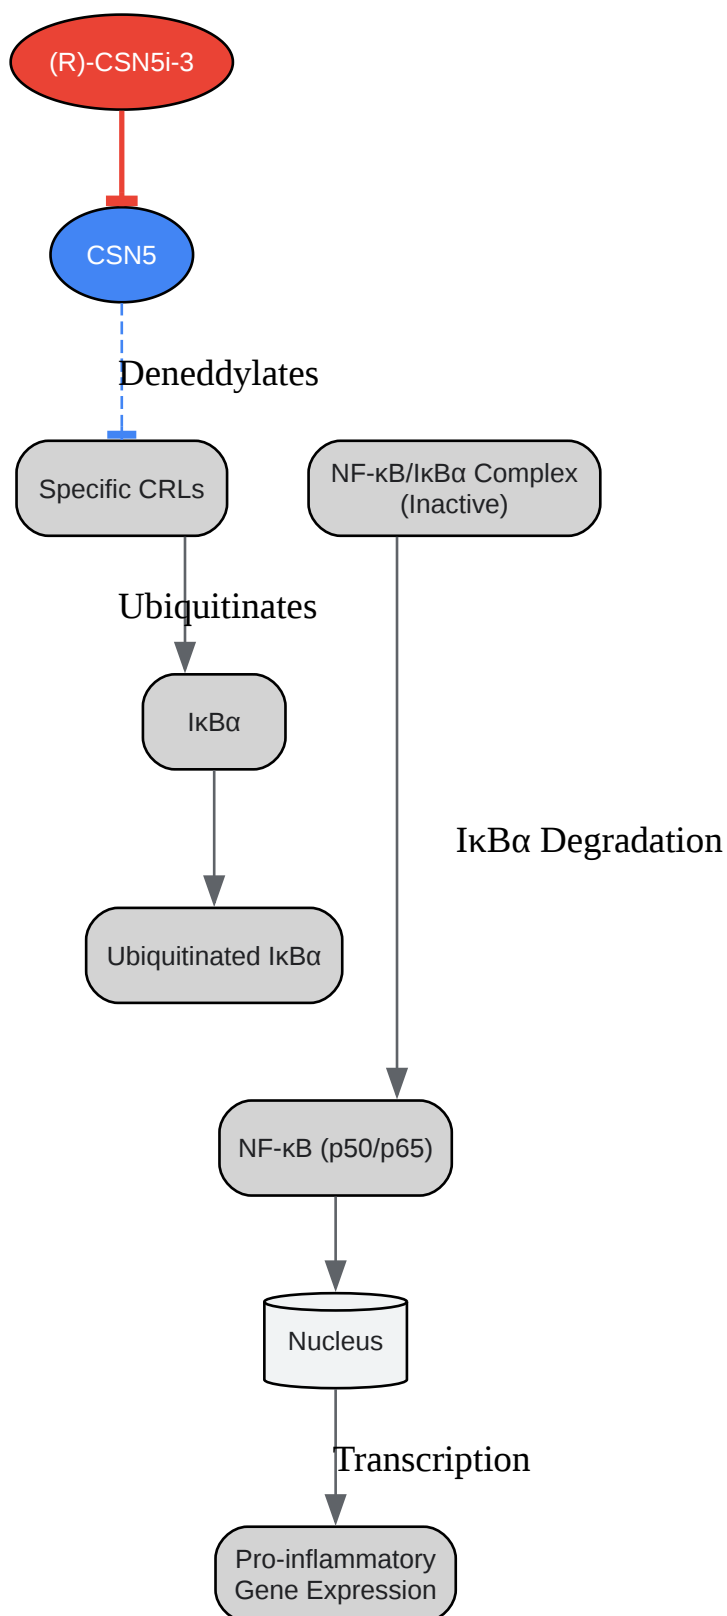 (R)-CSN5i-3
CSN5
Deneddylates
Specific CRLs
NF-κB/IκBα Complex
(Inactive)
Ubiquitinates
IκBα
IκBα Degradation
Ubiquitinated IκBα
NF-κB (p50/p65)
Nucleus
Transcription
Pro-inflammatory
Gene Expression